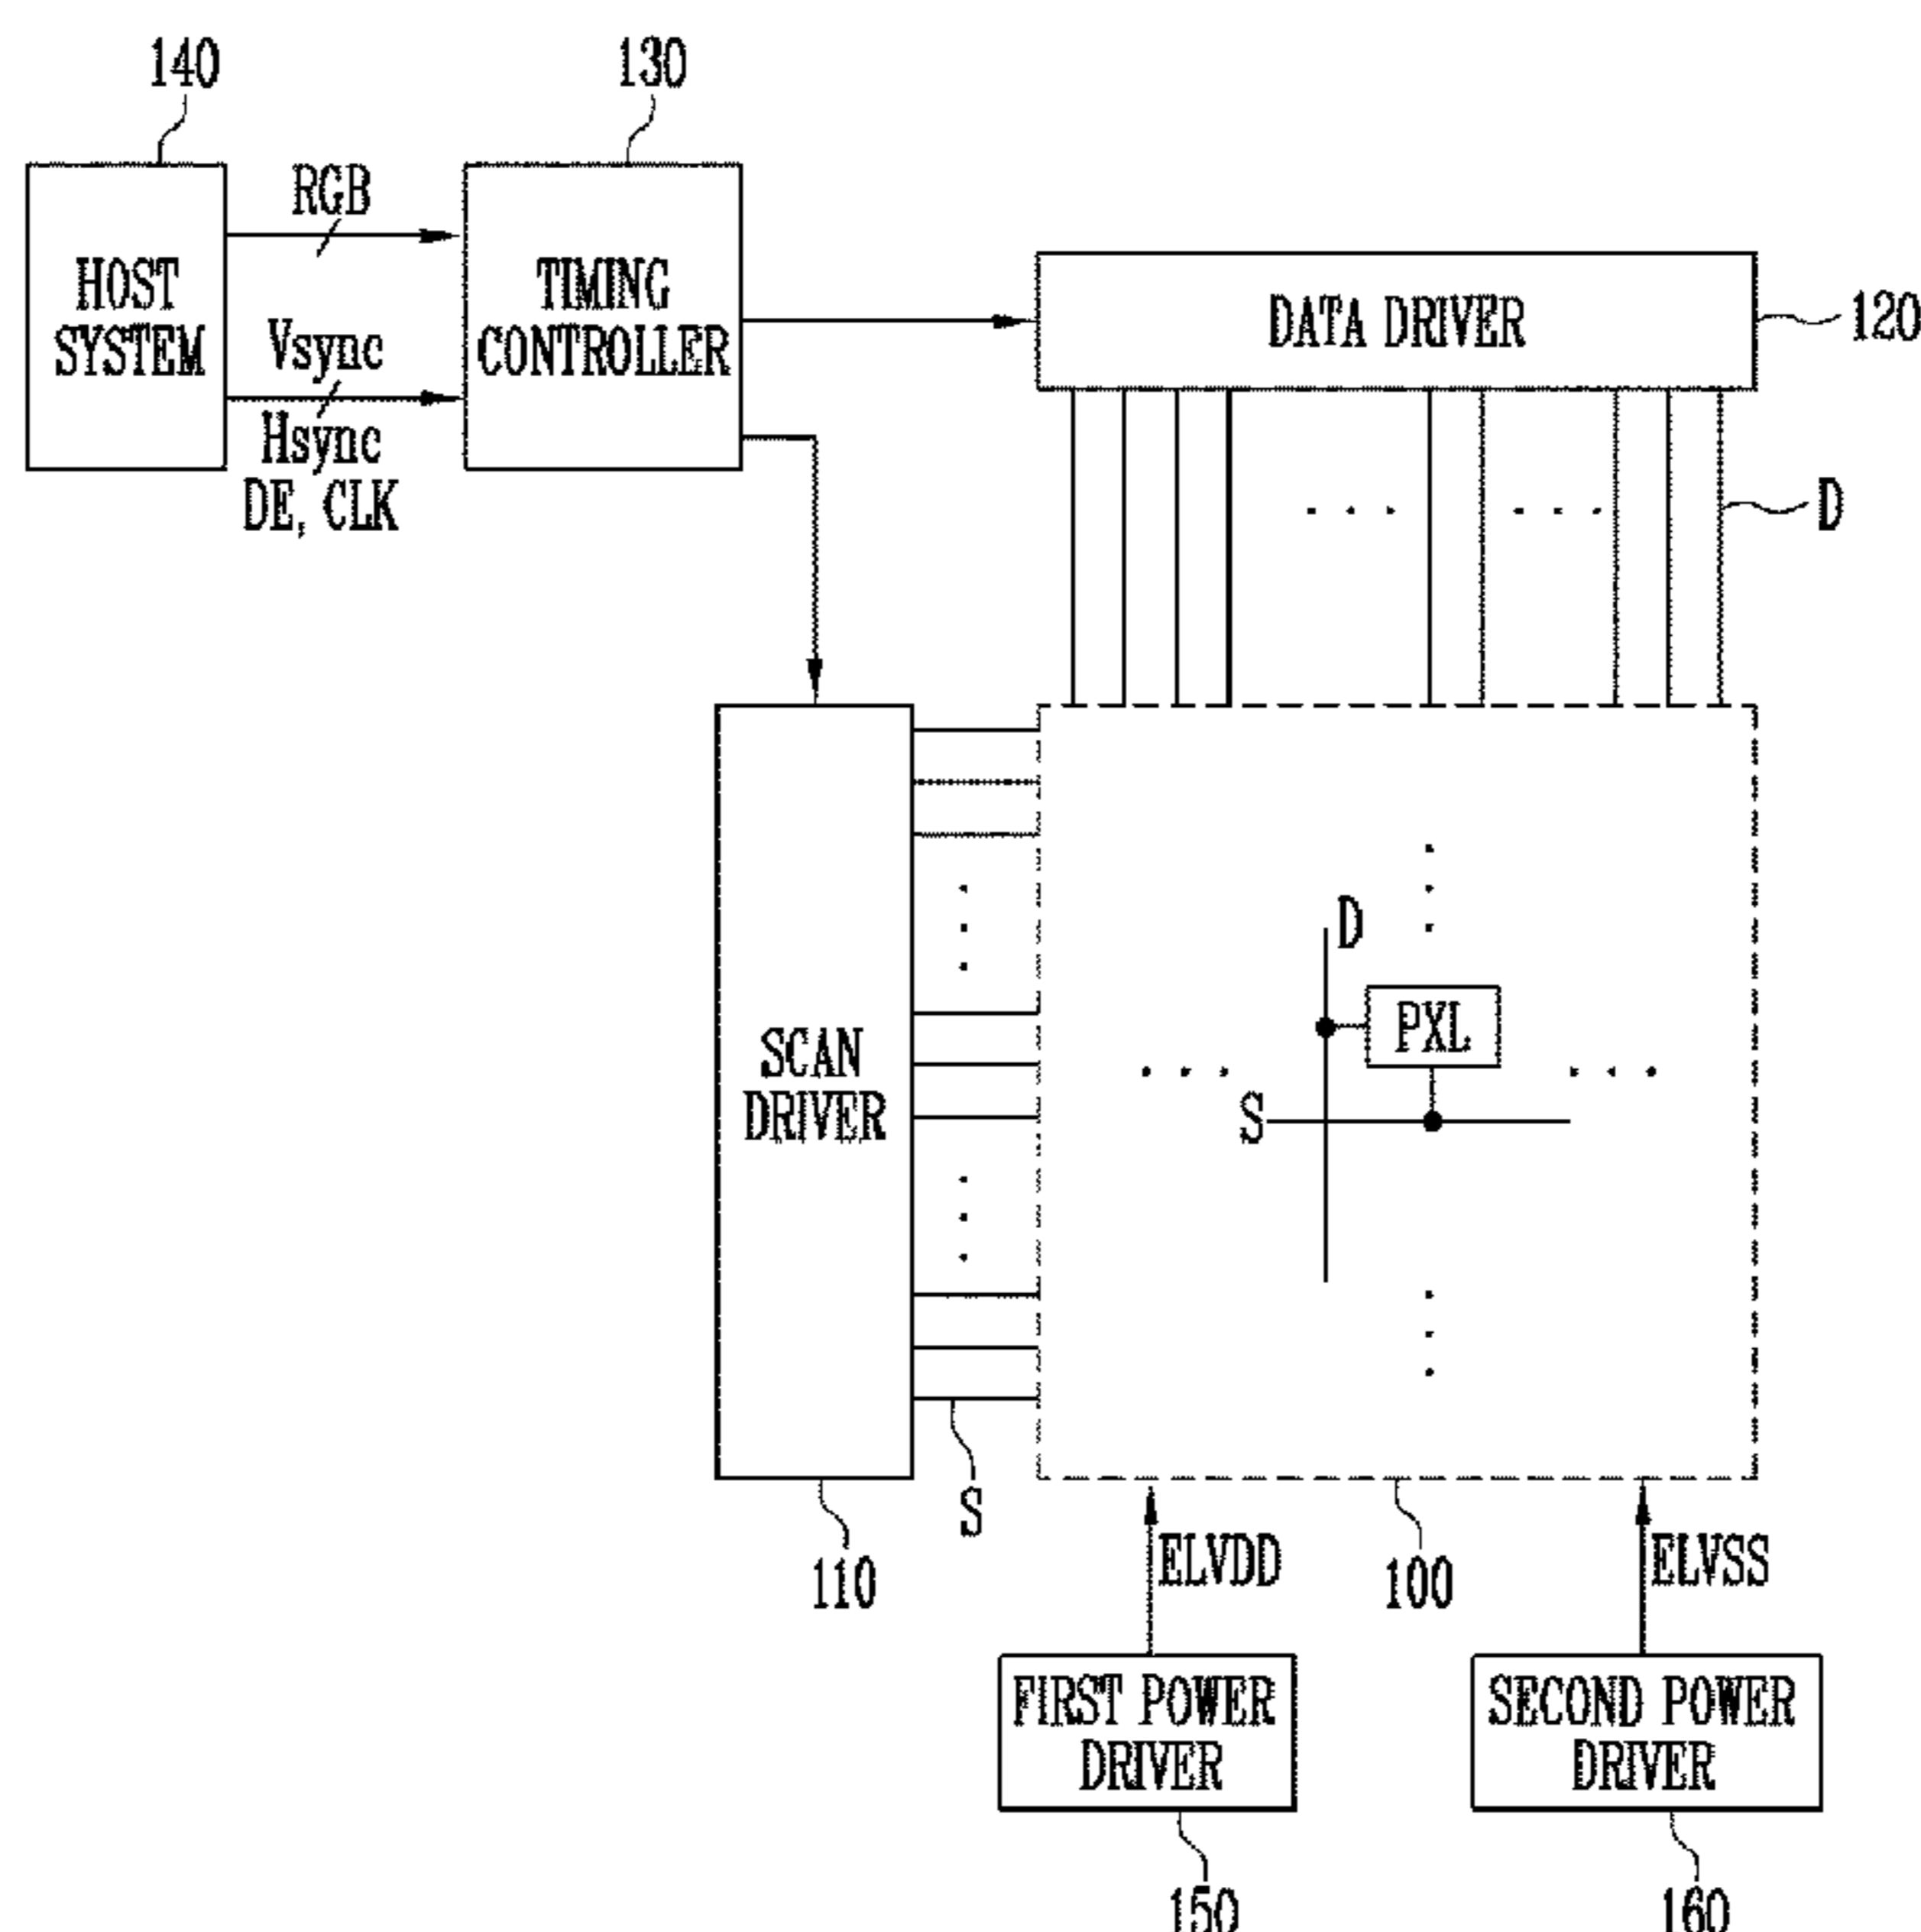 140
130
RGB
HOST
SYSTEM
TIMING
CONTROLLER
Vsync
Hsync
DE, CLK
DATA DRIVER
120
D
D
PXL
S
SCAN
DRIVER
S
110
ELVDD
100
ELVSS
FIRST POWER
DRIVER
SECOND POWER
DRIVER
150
160